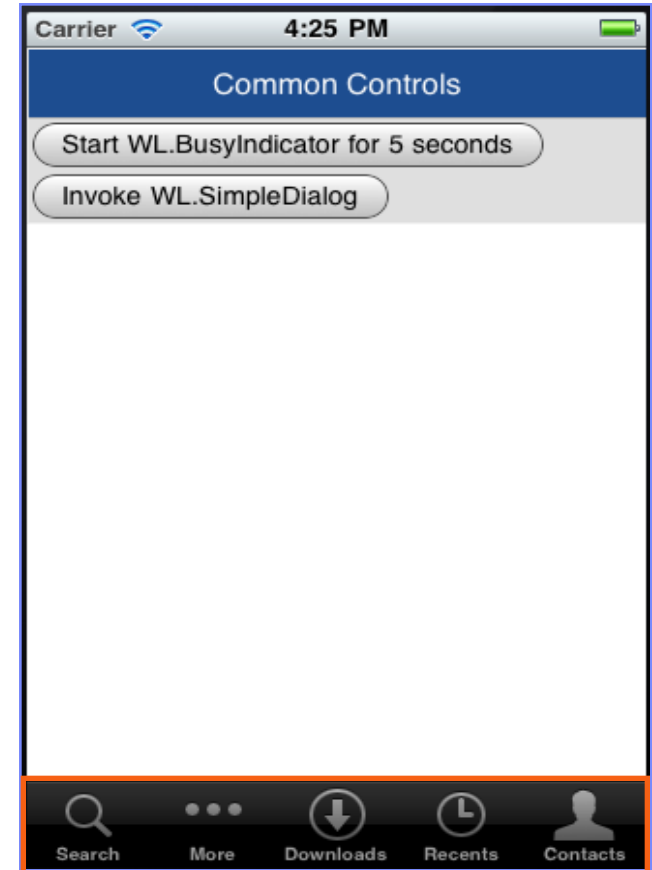 Carrier 4:25 PM
Common Controls
Start WL.BusyIndicator for 5 seconds
Invoke WL.SimpleDialog
Search More Downloads Recents Contacts